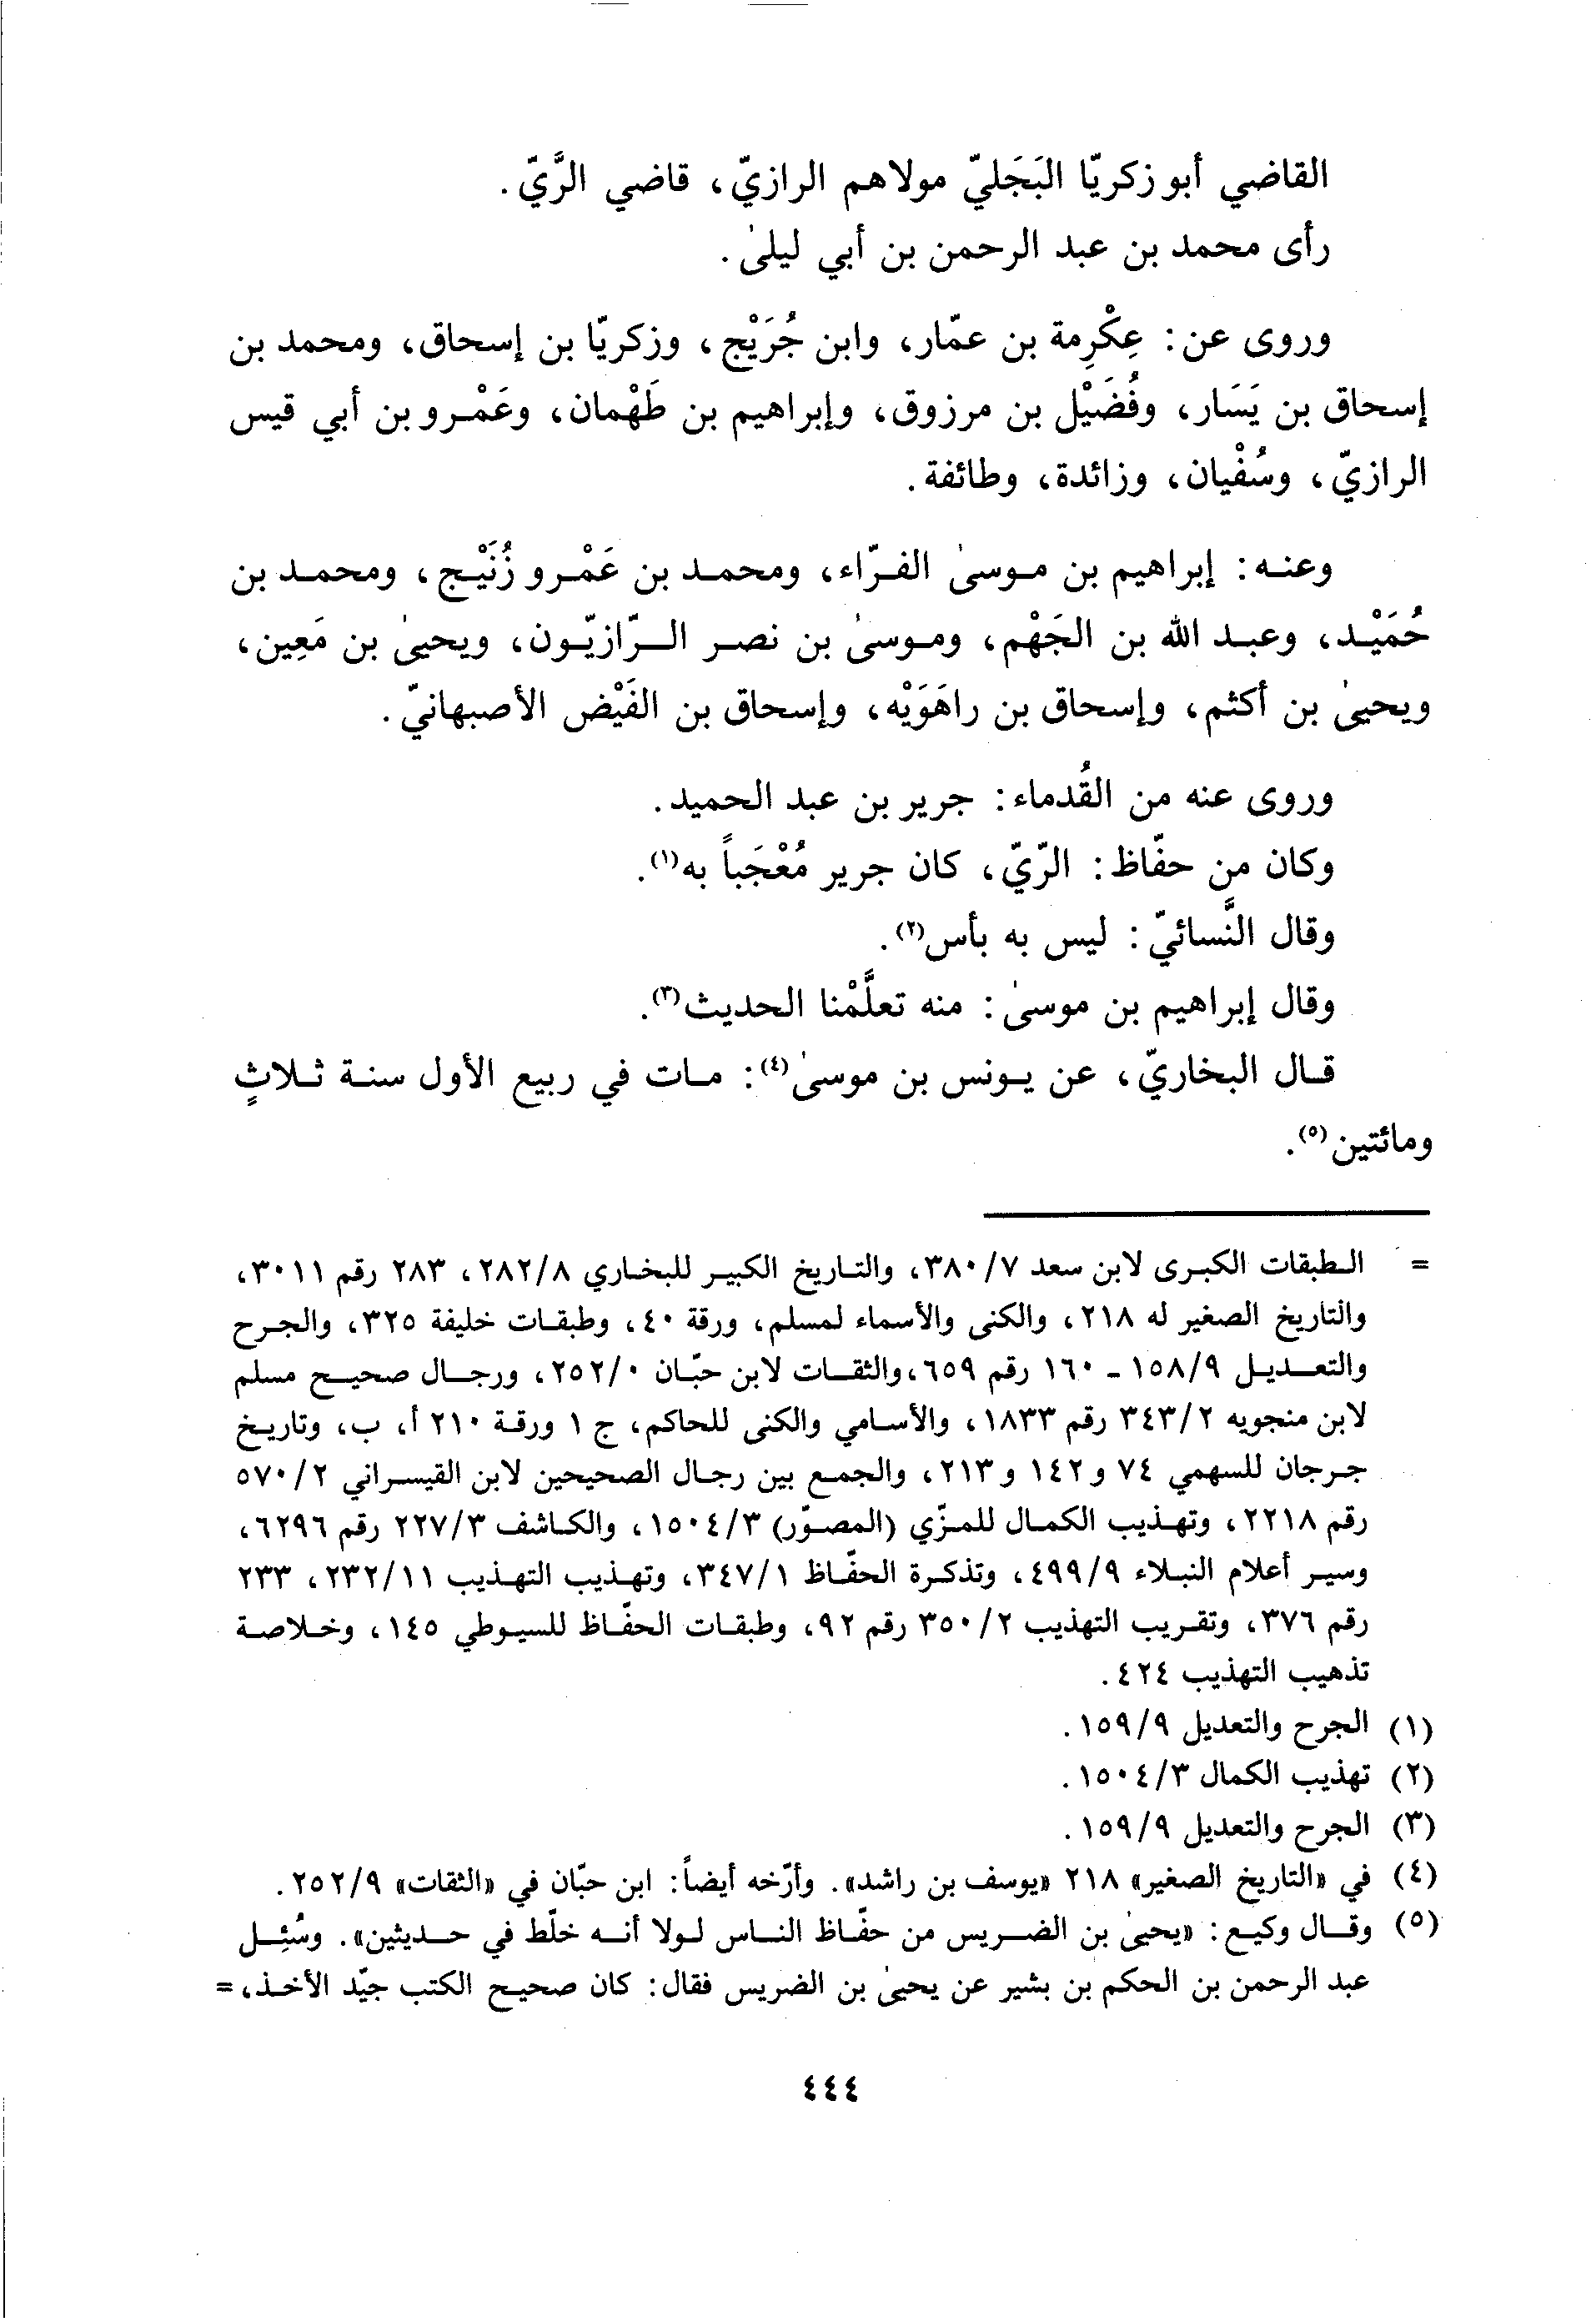 القاضي أبو زكريّا البَجَليّ مولاهم الرازيّ، قاضي الرَّيّ.
رأى محمد بن عبد الرحمن بن أبي ليلىٰ.
وروى عن: عِكْرِمة بن عمّار، وابن جُرَيْج، وزكريّا بن إسحاق، ومحمد بن
إسحاق بن يَسَار، وفُضَيْل بن مرزوق، وإبراهيم بن طَهْمان، وعَمْرو بن أبي قيس
الرازيّ، وسُفْيان، وزائدة، وطائفة.
وعنه: إبراهيم بن موسىٰ الفرّاء، ومحمد بن عَمْرو زُنَيْج، ومحمد بن
حُمَيْد، وعبد الله بن الجَهْم، وموسىٰ بن نصر الرّازيّون، ويحيىٰ بن مَعِين،
ويحيىٰ بن أكثم، وإسحاق بن راهَوَيْه، وإسحاق بن الفَيْض الأصبهانيّ.
وروى عنه من القُدماء: جرير بن عبد الحميد.
وكان من حفّاظ: الرّيّ، كان جرير مُعْجَباً به(١).
وقال النَّسائيّ: ليس به بأس(٢).
وقال إبراهيم بن موسىٰ: منه تعلَّمْنا الحديث(٣).
قال البخاريّ، عن يونس بن موسىٰ(٤): مات في ربيع الأول سنة ثلاثٍ
ومائتين(٥).
= الطبقات الكبرى لابن سعد ٣٨٠/٧، والتاريخ الكبير للبخاري ٢٨٢/٨، ٢٨٣ رقم ٣٠١١،
والتاريخ الصغير له ٢١٨، والكنى والأسماء لمسلم، ورقة ٤٠، وطبقات خليفة ٣٢٥، والجرح
والتعديل ١٥٨/٩ - ١٦٠ رقم ٦٥٩، والثقات لابن حبّان ٢٥٢/٠، ورجال صحيح مسلم
لابن منجويه ٣٤٣/٢ رقم ١٨٣٣، والأسامي والكنى للحاكم، ج ١ ورقة ٢١٠ أ، ب، وتاريخ
جرجان للسهمي ٧٤ و١٤٢ و٢١٣، والجمع بين رجال الصحيحين لابن القيسراني ٥٧٠/٢
رقم ٢٢١٨، وتهذيب الكمال للمزّي (المصوّر) ١٥٠٤/٣، والكاشف ٢٢٧/٣ رقم ٦٢٩٦،
وسير أعلام النبلاء ٤٩٩/٩، وتذكرة الحفّاظ ٣٤٧/١، وتهذيب التهذيب ٢٣٢/١١، ٢٣٣
رقم ٣٧٦، وتقريب التهذيب ٣٥٠/٢ رقم ٩٢، وطبقات الحفّاظ للسيوطي ١٤٥، وخلاصة
تذهيب التهذيب ٤٢٤.
(١) الجرح والتعديل ١٥٩/٩.
(٢) تهذيب الكمال ١٥٠٤/٣.
(٣) الجرح والتعديل ١٥٩/٩.
(٤) في «التاريخ الصغير» ٢١٨ «يوسف بن راشد». وأرّخه أيضاً: ابن حبّان في «الثقات» ٢٥٢/٩.
(٥) وقال وكيع: «يحيىٰ بن الضريس من حفّاظ الناس لولا أنه خلّط في حديثين». وسُئِل
عبد الرحمن بن الحكم بن بشير عن يحيىٰ بن الضريس فقال: كان صحيح الكتب جيّد الأخذ، =
٤٤٤